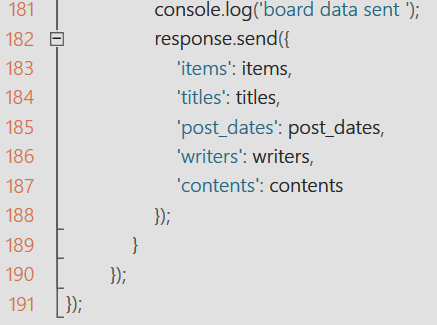 181 console.log('board data sent ');
182 response.send({
183 'items': items,
184 'titles': titles,
185 'post_dates': post_dates,
186 'writers': writers,
187 'contents': contents
188 });
189 }
190 });
191 });